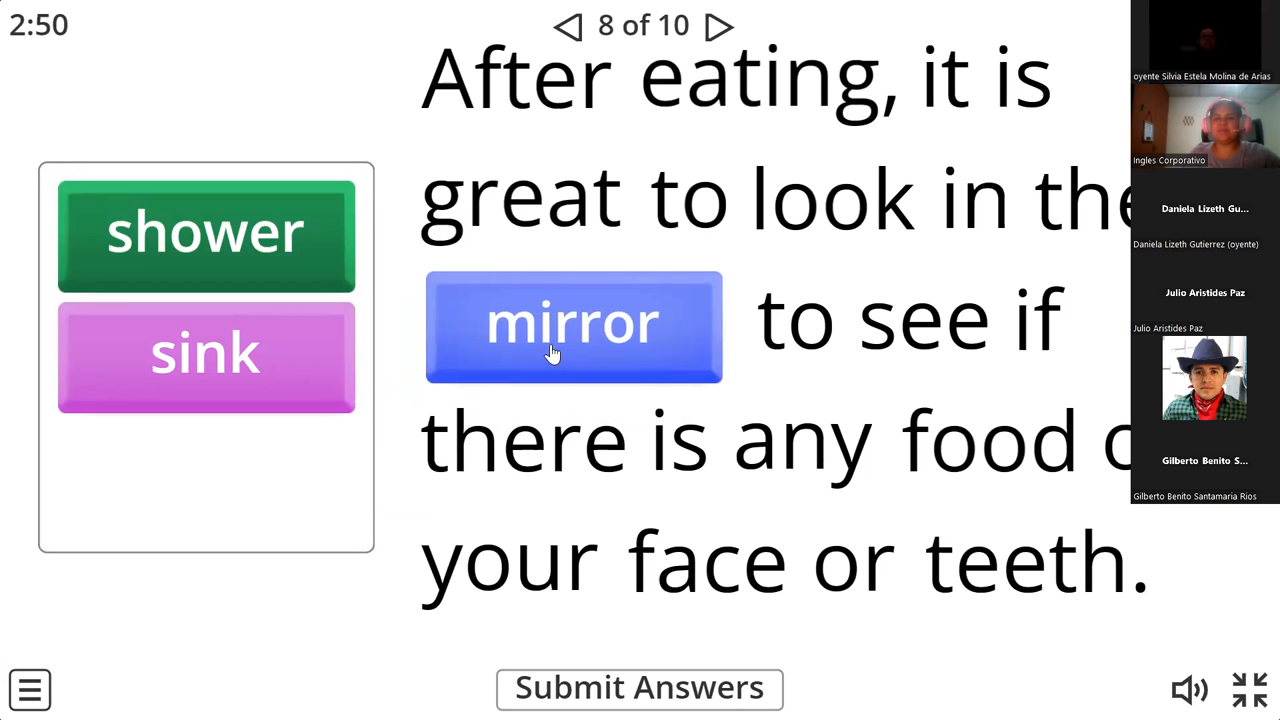 2:50
8 of 10
After eating, it is
great to look in the
mirror to see if
there is any food
your face or teeth.
shower
sink
Submit Answers
oyente Silvia Estela Molina de Arias
Ingles Corporativo
Daniela Lizeth Gu...
Daniela Lizeth Gutierrez (oyente)
Julio Aristides Paz
Julio Aristides Paz
Gilberto Benito S...
Gilberto Benito Santamaria Rios